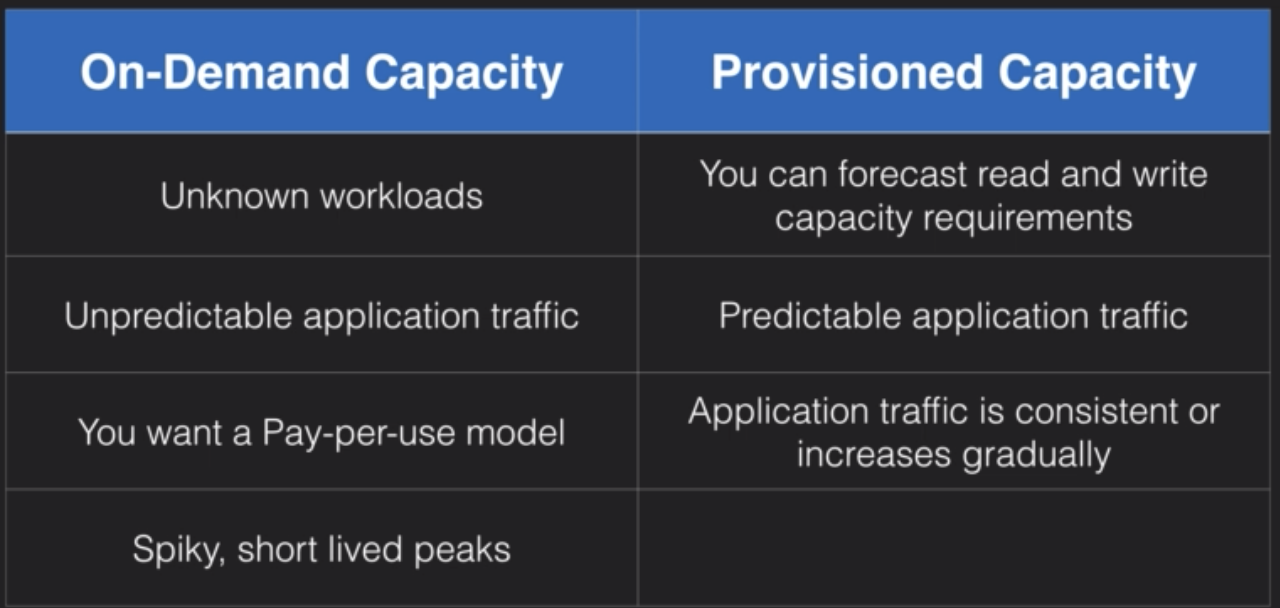 On-Demand Capacity
Provisioned Capacity
Unknown workloads
You can forecast read and write
capacity requirements
Unpredictable application traffic
Predictable application traffic
You want a Pay-per-use model
Application traffic is consistent or
increases gradually
Spiky, short lived peaks